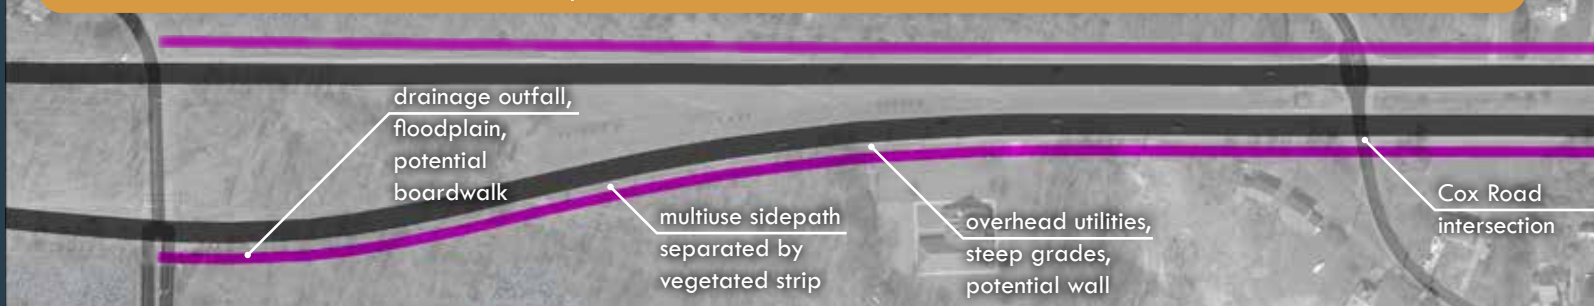 drainage outfall,
floodplain,
potential
boardwalk
multiuse sidepath
separated by
vegetated strip
overhead utilities,
steep grades,
potential wall
Cox Road
intersection